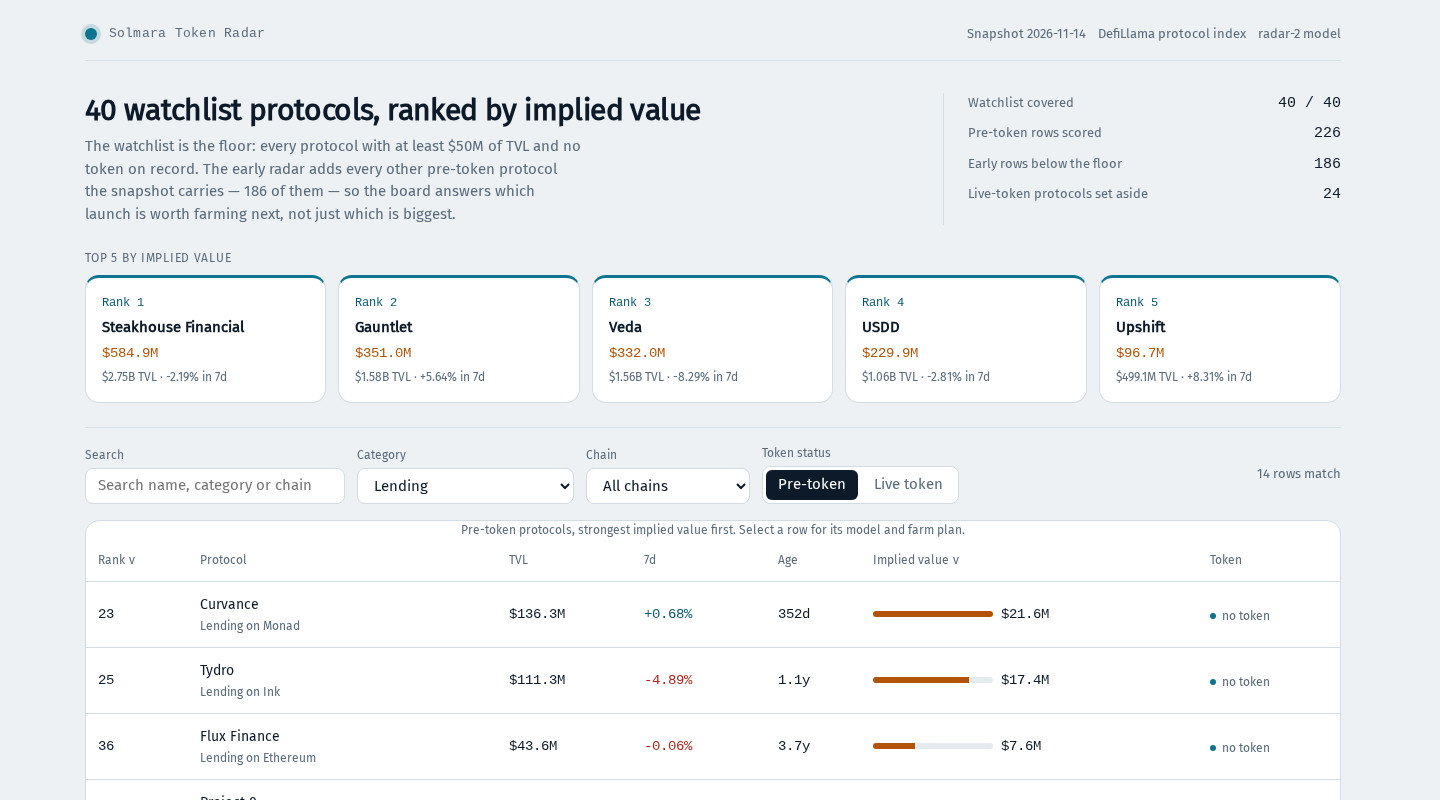 Solmara Token Radar
Snapshot 2026-11-14 DefiLlama protocol index radar-2 model
40 watchlist protocols, ranked by implied value
The watchlist is the floor: every protocol with at least $50M of TVL and no
token on record. The early radar adds every other pre-token protocol
the snapshot carries — 186 of them — so the board answers which
launch is worth farming next, not just which is biggest.
Watchlist covered 40 / 40
Pre-token rows scored 226
Early rows below the floor 186
Live-token protocols set aside 24
TOP 5 BY IMPLIED VALUE
Rank 1
Steakhouse Financial
$584.9M
$2.75B TVL · -2.19% in 7d
Rank 2
Gauntlet
$351.0M
$1.58B TVL · +5.64% in 7d
Rank 3
Veda
$332.0M
$1.56B TVL · -8.29% in 7d
Rank 4
USDD
$229.9M
$1.06B TVL · -2.81% in 7d
Rank 5
Upshift
$96.7M
$499.1M TVL · +8.31% in 7d
Search
Search name, category or chain
Category
Lending
Chain
All chains
Token status
Pre-token Live token
14 rows match
Pre-token protocols, strongest implied value first. Select a row for its model and farm plan.
Rank v Protocol TVL 7d Age Implied value v Token
23 Curvance $136.3M +0.68% 352d $21.6M no token
Lending on Monad
25 Tydro $111.3M -4.89% 1.1y $17.4M no token
Lending on Ink
36 Flux Finance $43.6M -0.06% 3.7y $7.6M no token
Lending on Ethereum